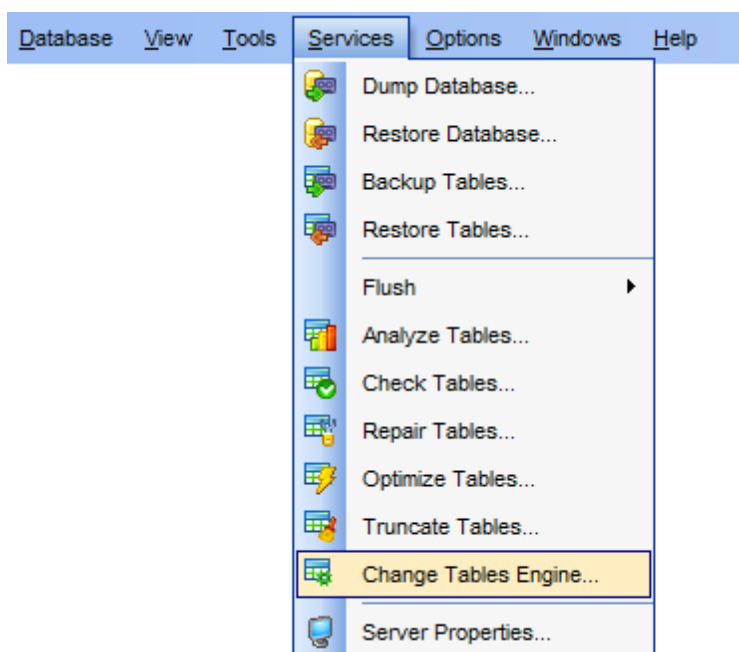 Database View Tools Services Options Windows Help
Dump Database...
Restore Database...
Backup Tables...
Restore Tables...
Flush
Analyze Tables...
Check Tables...
Repair Tables...
Optimize Tables...
Truncate Tables...
Change Tables Engine...
Server Properties...